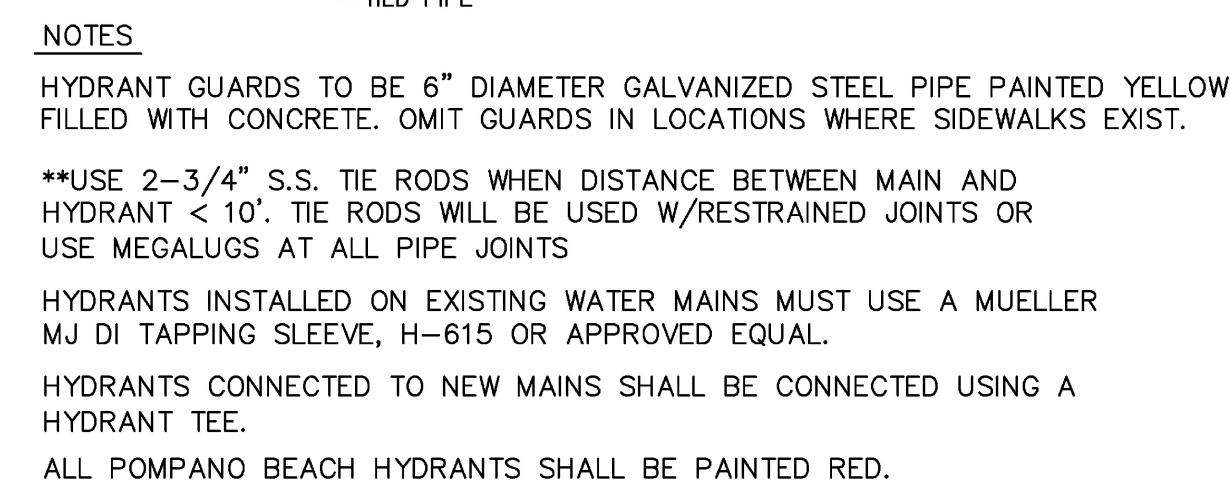 NOTES
HYDRANT GUARDS TO BE 6" DIAMETER GALVANIZED STEEL PIPE PAINTED YELLOW
FILLED WITH CONCRETE. OMIT GUARDS IN LOCATIONS WHERE SIDEWALKS EXIST.
**USE 2-3/4" S.S. TIE RODS WHEN DISTANCE BETWEEN MAIN AND
HYDRANT < 10'. TIE RODS WILL BE USED W/RESTRAINED JOINTS OR
USE MEGALUGS AT ALL PIPE JOINTS
HYDRANTS INSTALLED ON EXISTING WATER MAINS MUST USE A MUELLER
MJ DI TAPPING SLEEVE, H-615 OR APPROVED EQUAL.
HYDRANTS CONNECTED TO NEW MAINS SHALL BE CONNECTED USING A
HYDRANT TEE.
ALL POMPANO BEACH HYDRANTS SHALL BE PAINTED RED.